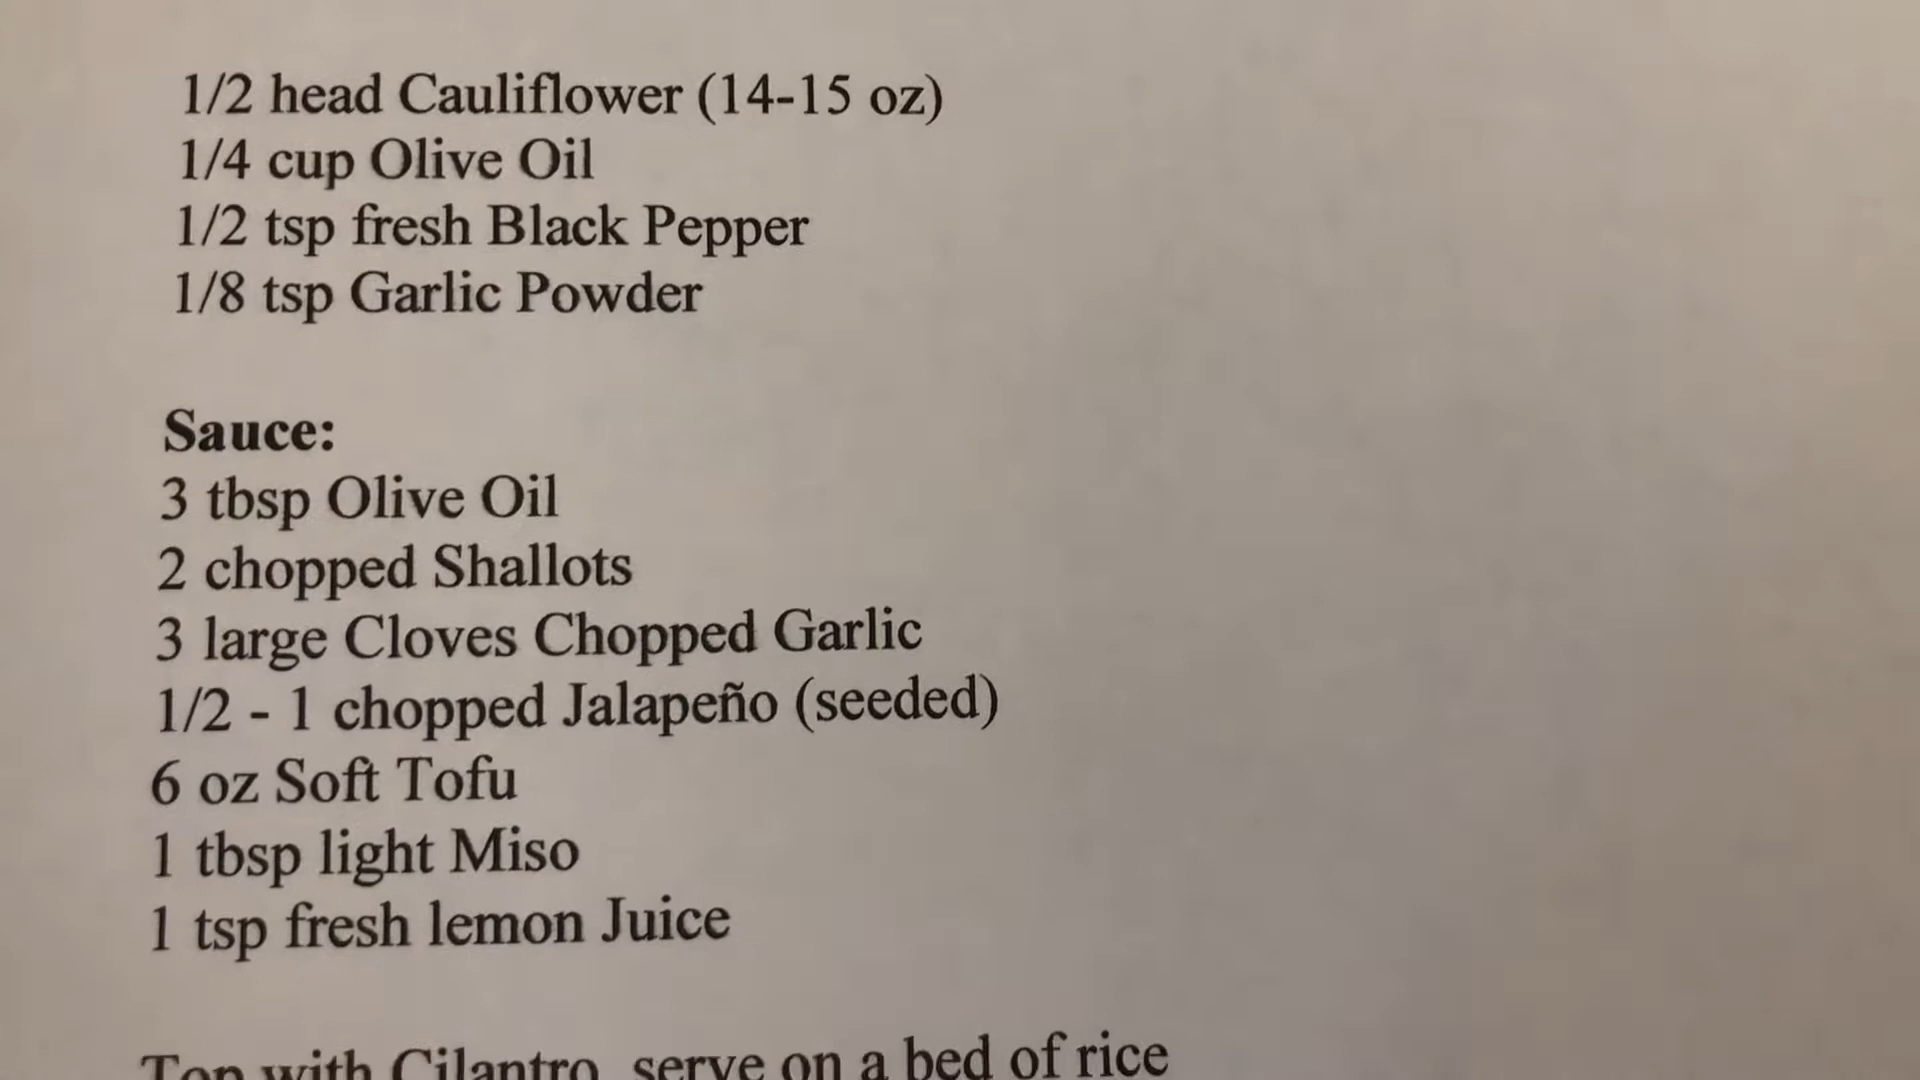 1/2 head Cauliflower (14-15 oz)
1/4 cup Olive Oil
1/2 tsp fresh Black Pepper
1/8 tsp Garlic Powder
Sauce:
3 tbsp Olive Oil
2 chopped Shallots
3 large Cloves Chopped Garlic
1/2 - 1 chopped Jalapeño (seeded)
6 oz Soft Tofu
1 tbsp light Miso
1 tsp fresh lemon Juice
Top with Cilantro, serve on a bed of rice